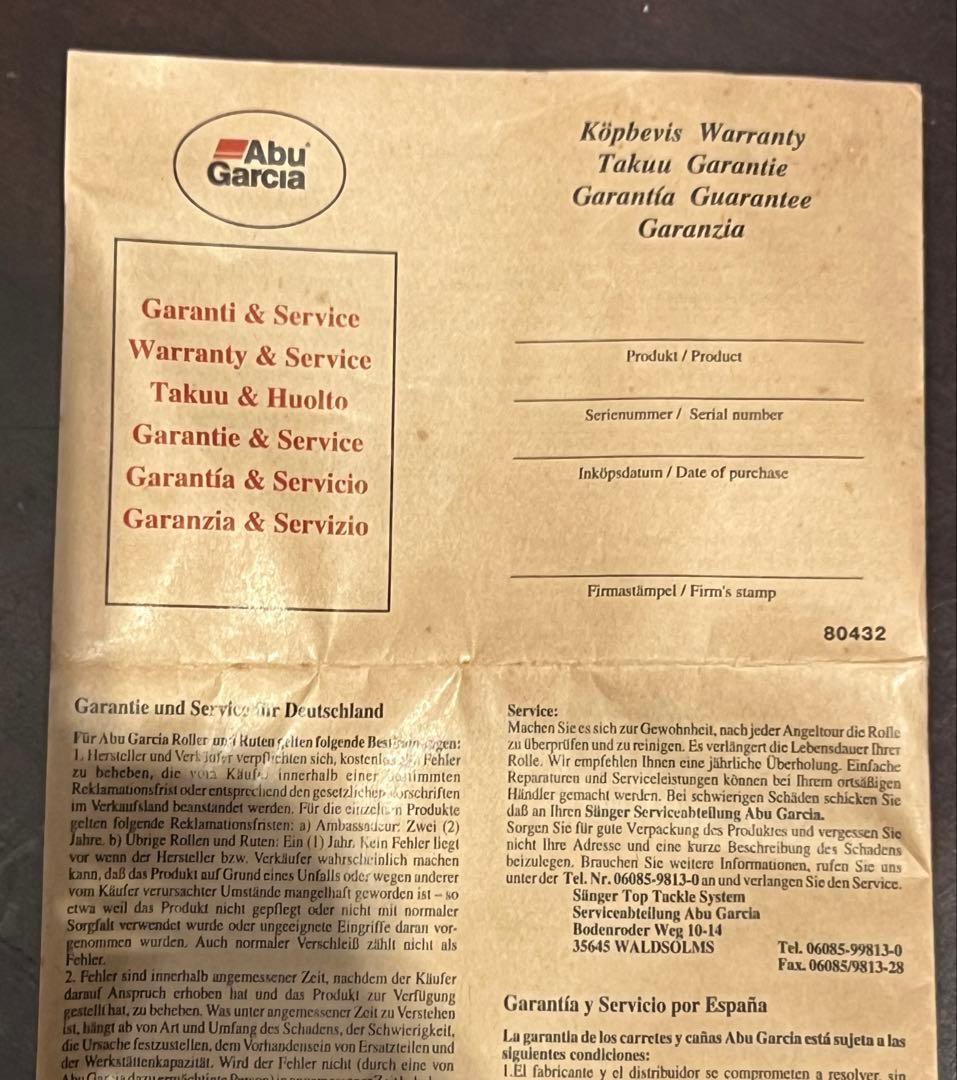 Abu
Garcia
Köpbevis Warranty
Takuu Garantie
Garantía Guarantee
Garanzia
Garanti & Service
Warranty & Service
Takuu & Huolto
Garantie & Service
Garantía & Servicio
Garanzia & Servizio
Produkt / Product
Serienummer / Serial number
Inköpsdatum / Date of purchase
Firmastämpel / Firm's stamp
80432
Garantie und Service für Deutschland
Für Abu Garcia Roller und Ruten gelten folgende
1. Hersteller und Verkäufer verpflichten sich, kostenlos Fehler
zu beheben, die vom Käufer innerhalb einer bestimmten
Reklamationsfrist oder entsprechend den gesetzlichen Vorschriften
im Verkaufsland beanstandet werden. Für die einzelnen Produkte
gelten folgende Reklamationsfristen: a) Ambassadeur: Zwei (2)
Jahre. b) Übrige Rollen und Ruten: Ein (1) Jahr. Kein Fehler liegt
vor wenn der Hersteller bzw. Verkäufer wahrscheinlich machen
kann, daß das Produkt auf Grund eines Unfalls oder wegen anderer
vom Käufer verursachter Umstände mangelhaft geworden ist – so
etwa weil das Produkt nicht gepflegt oder nicht mit normaler
Sorgfalt verwendet wurde oder ungeeignete Eingriffe daran vor-
genommen wurden. Auch normaler Verschleiß zählt nicht als
Fehler.
2. Fehler sind innerhalb angemessener Zeit, nachdem der Käufer
darauf Anspruch erhoben hat und das Produkt zur Verfügung
gestellt hat, zu beheben. Was unter angemessener Zeit zu Verstehen
ist, hängt ab von Art und Umfang des Schadens, der Schwierigkeit,
die Ursache festzustellen, dem Vorhandensein von Ersatzteilen und
der Werkstättenkapazität. Wird der Fehler nicht (durch eine von
Service:
Machen Sie es sich zur Gewohnheit, nach jeder Angeltour die Rolle
zu überprüfen und zu reinigen. Es verlängert die Lebensdauer Ihrer
Rolle. Wir empfehlen Ihnen eine jährliche Überholung. Einfache
Reparaturen und Serviceleistungen können bei Ihrem ortsäßigen
Händler gemacht werden. Bei schwierigen Schäden schicken Sie
daß an Ihren Sänger Serviceabteilung Abu Garcia.
Sorgen Sie für gute Verpackung des Produktes und vergessen Sie
nicht Ihre Adresse und eine kurze Beschreibung des Schadens
beizulegen. Brauchen Sie weitere Informationen, rufen Sie uns
unter der Tel. Nr. 06085-9813-0 an und verlangen Sie den Service.
Sänger Top Tackle System
Servicenbteilung Abu Garcia
Bodenroder Weg 10-14
35645 WALDSOLMS Tel. 06085-99813-0
Fax. 06085/9813-28
Garantía y Servicio por España
La garantia de los carretes y cañas Abu Garcia está sujeta a las
siguientes condiciones:
1.El fabricante y el distribuidor se comprometen a resolver, sin